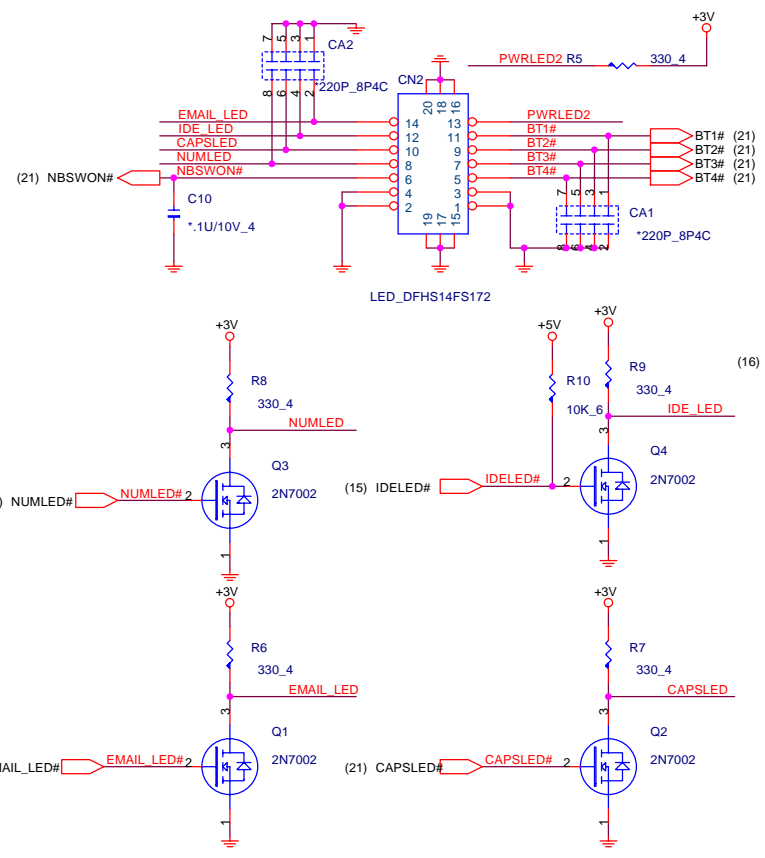 +3V
PWRLED2 R5 330_4
7 5 3 1 CA2
*220P_8P4C
8 6 4 2
CN2
20 18 16
EMAIL_LED 14 13 PWRLED2
IDE_LED 12 11 BT1# BT1# (21)
CAPSLED 10 9 BT2# BT2# (21)
NUMLED 8 7 BT3# BT3# (21)
(21) NBSWON# NBSWON# 6 5 BT4# BT4# (21)
4 3
2 1
19 17 15
C10
*.1U/10V_4
7 5 3 1
CA1
*220P_8P4C
8 6 4 2
LED_DFHS14FS172
+3V
R8
330_4
NUMLED
3
Q3
2N7002
) NUMLED# NUMLED# 2
1
+5V
+3V
R10
10K_6
R9
330_4
(16)
IDE_LED
3
Q4
2N7002
(15) IDELED# IDELED# 2
1
+3V
R6
330_4
EMAIL_LED
3
Q1
2N7002
MAIL_LED# EMAIL_LED# 2
1
+3V
R7
330_4
CAPSLED
3
Q2
2N7002
(21) CAPSLED# CAPSLED# 2
1